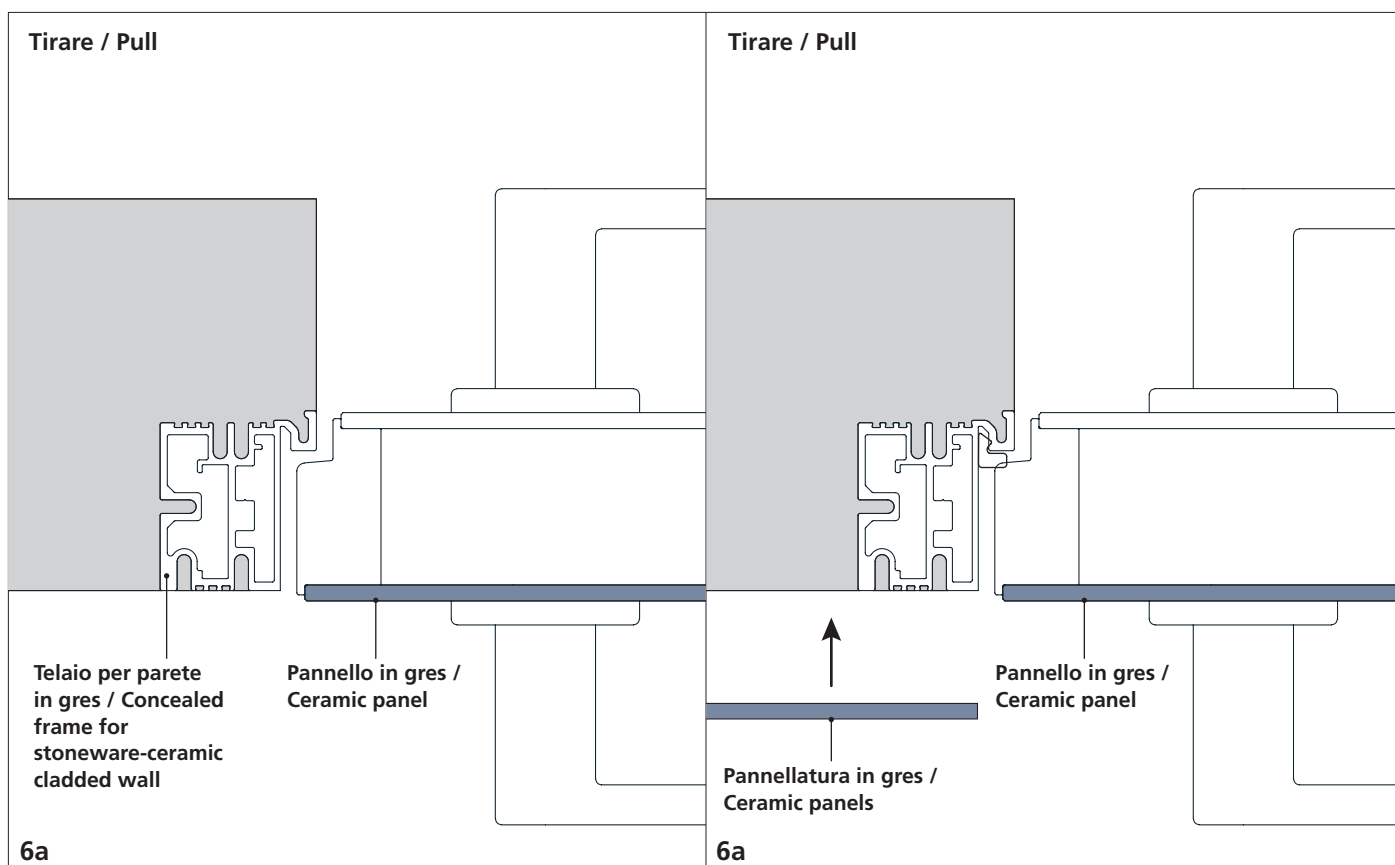 Tirare / Pull
Telaio per parete
in gres / Concealed
frame for
stoneware-ceramic
cladded wall
Pannello in gres /
Ceramic panel
6a
Tirare / Pull
Pannello in gres /
Ceramic panel
Pannellatura in gres /
Ceramic panels
6a